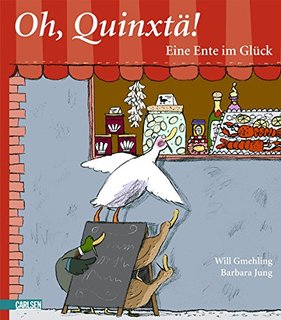 Oh, Quinxtä!
Eine Ente im Glück
Will Gmehling
Barbara Jung
CARLSEN